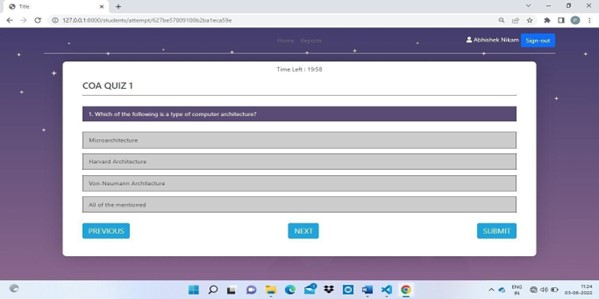 Title
127.0.0.1:8000/students/attempt/627be57009100b2ba1eca59e
Home Reports
Abhishek Nikam Sign-out
Time Left : 19:58
COA QUIZ 1
1. Which of the following is a type of computer architecture?
Microarchitecture
Harvard Architecture
Von-Neumann Architecture
All of the mentioned
PREVIOUS NEXT SUBMIT
ENG
IN
11:24
03-06-2022